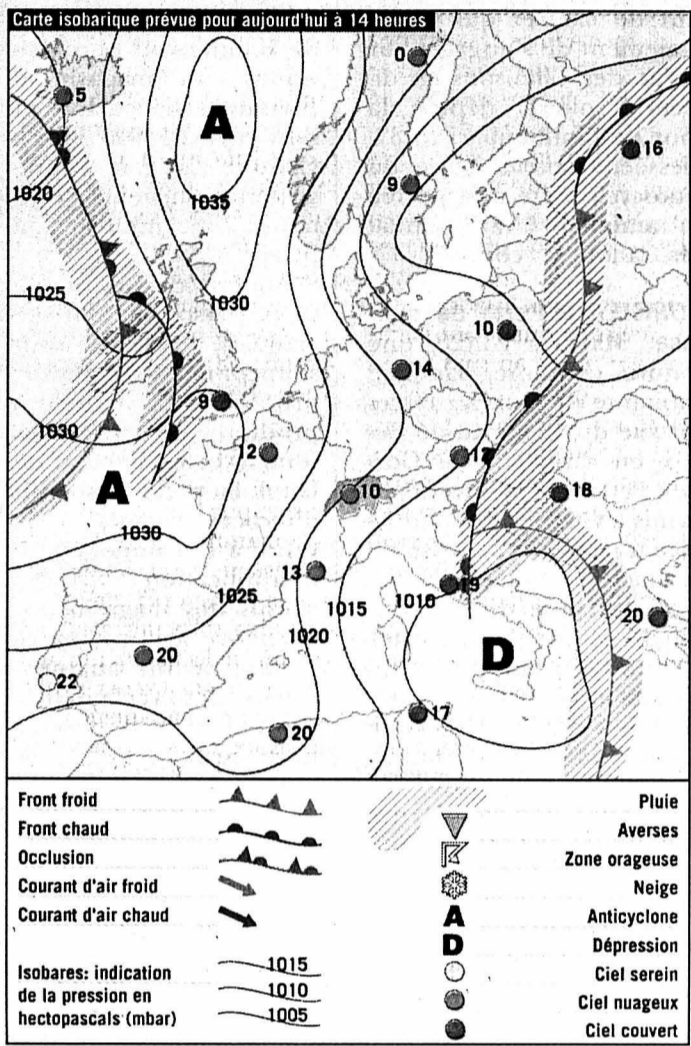 Carte isobarique prévue pour aujourd'hui à 14 heures
0
5
A
16
9
1020
1035
1025
1030
10
14
9
1030
12
12
A
10
18
1030
13
19
1025
1015
1010
1020
20
D
20
22
17
20
Front froid
Front chaud
Occlusion
Courant d'air froid
Courant d'air chaud
Isobares: indication
de la pression en
hectopascals (mbar)
1015
1010
1005
Pluie
Averses
Zone orageuse
Neige
A Anticyclone
D Dépression
Ciel serein
Ciel nuageux
Ciel couvert